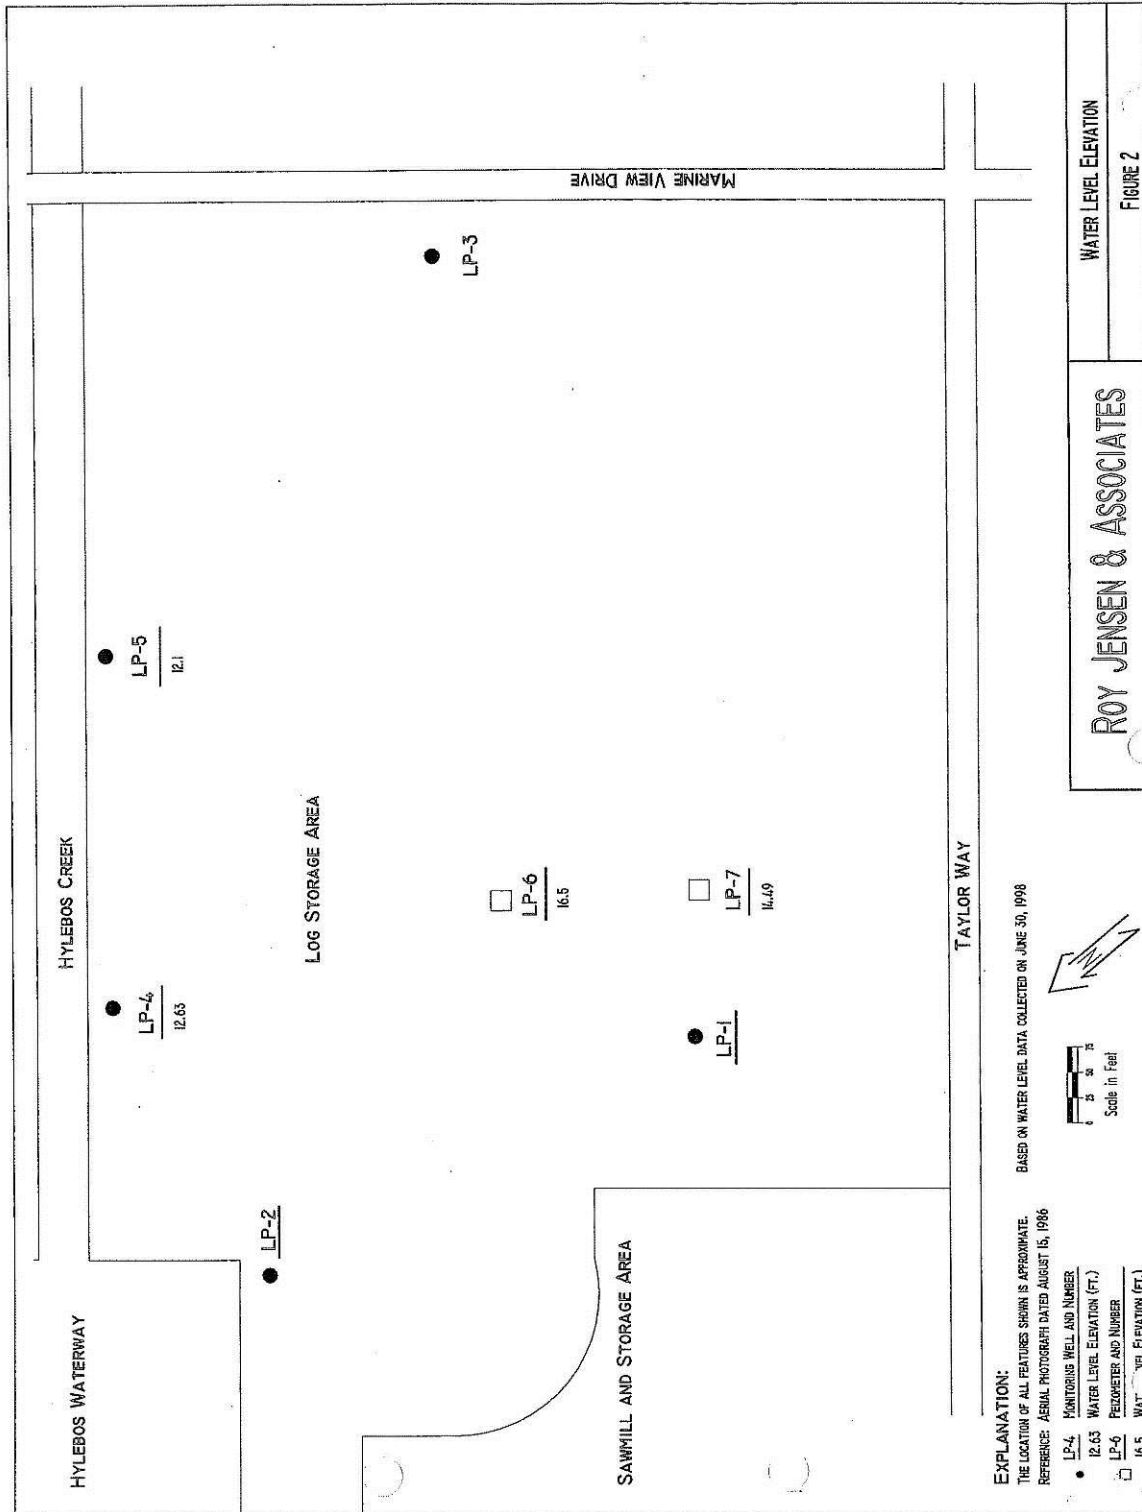 HYLEBOS WATERWAY
HYLEBOS CREEK
LP-4
12.63
LP-5
12.1
LP-2
LOG STORAGE AREA
LP-3
MARINE VIEW DRIVE
LP-6
16.5
SAWMILL AND STORAGE AREA
LP-1
LP-7
14.49
TAYLOR WAY
EXPLANATION:
THE LOCATION OF ALL FEATURES SHOWN IS APPROXIMATE.
REFERENCE: AERIAL PHOTOGRAPH DATED AUGUST 15, 1986
BASED ON WATER LEVEL DATA COLLECTED ON JUNE 30, 1998
LP-4 MONITORING WELL AND NUMBER
12.63 WATER LEVEL ELEVATION (FT.)
LP-6 PEIZOMETER AND NUMBER
16.5 ELEVATION (FT.)
0 25 50 75
Scale in Feet
N
ROY JENSEN & ASSOCIATES
WATER LEVEL ELEVATION
FIGURE 2